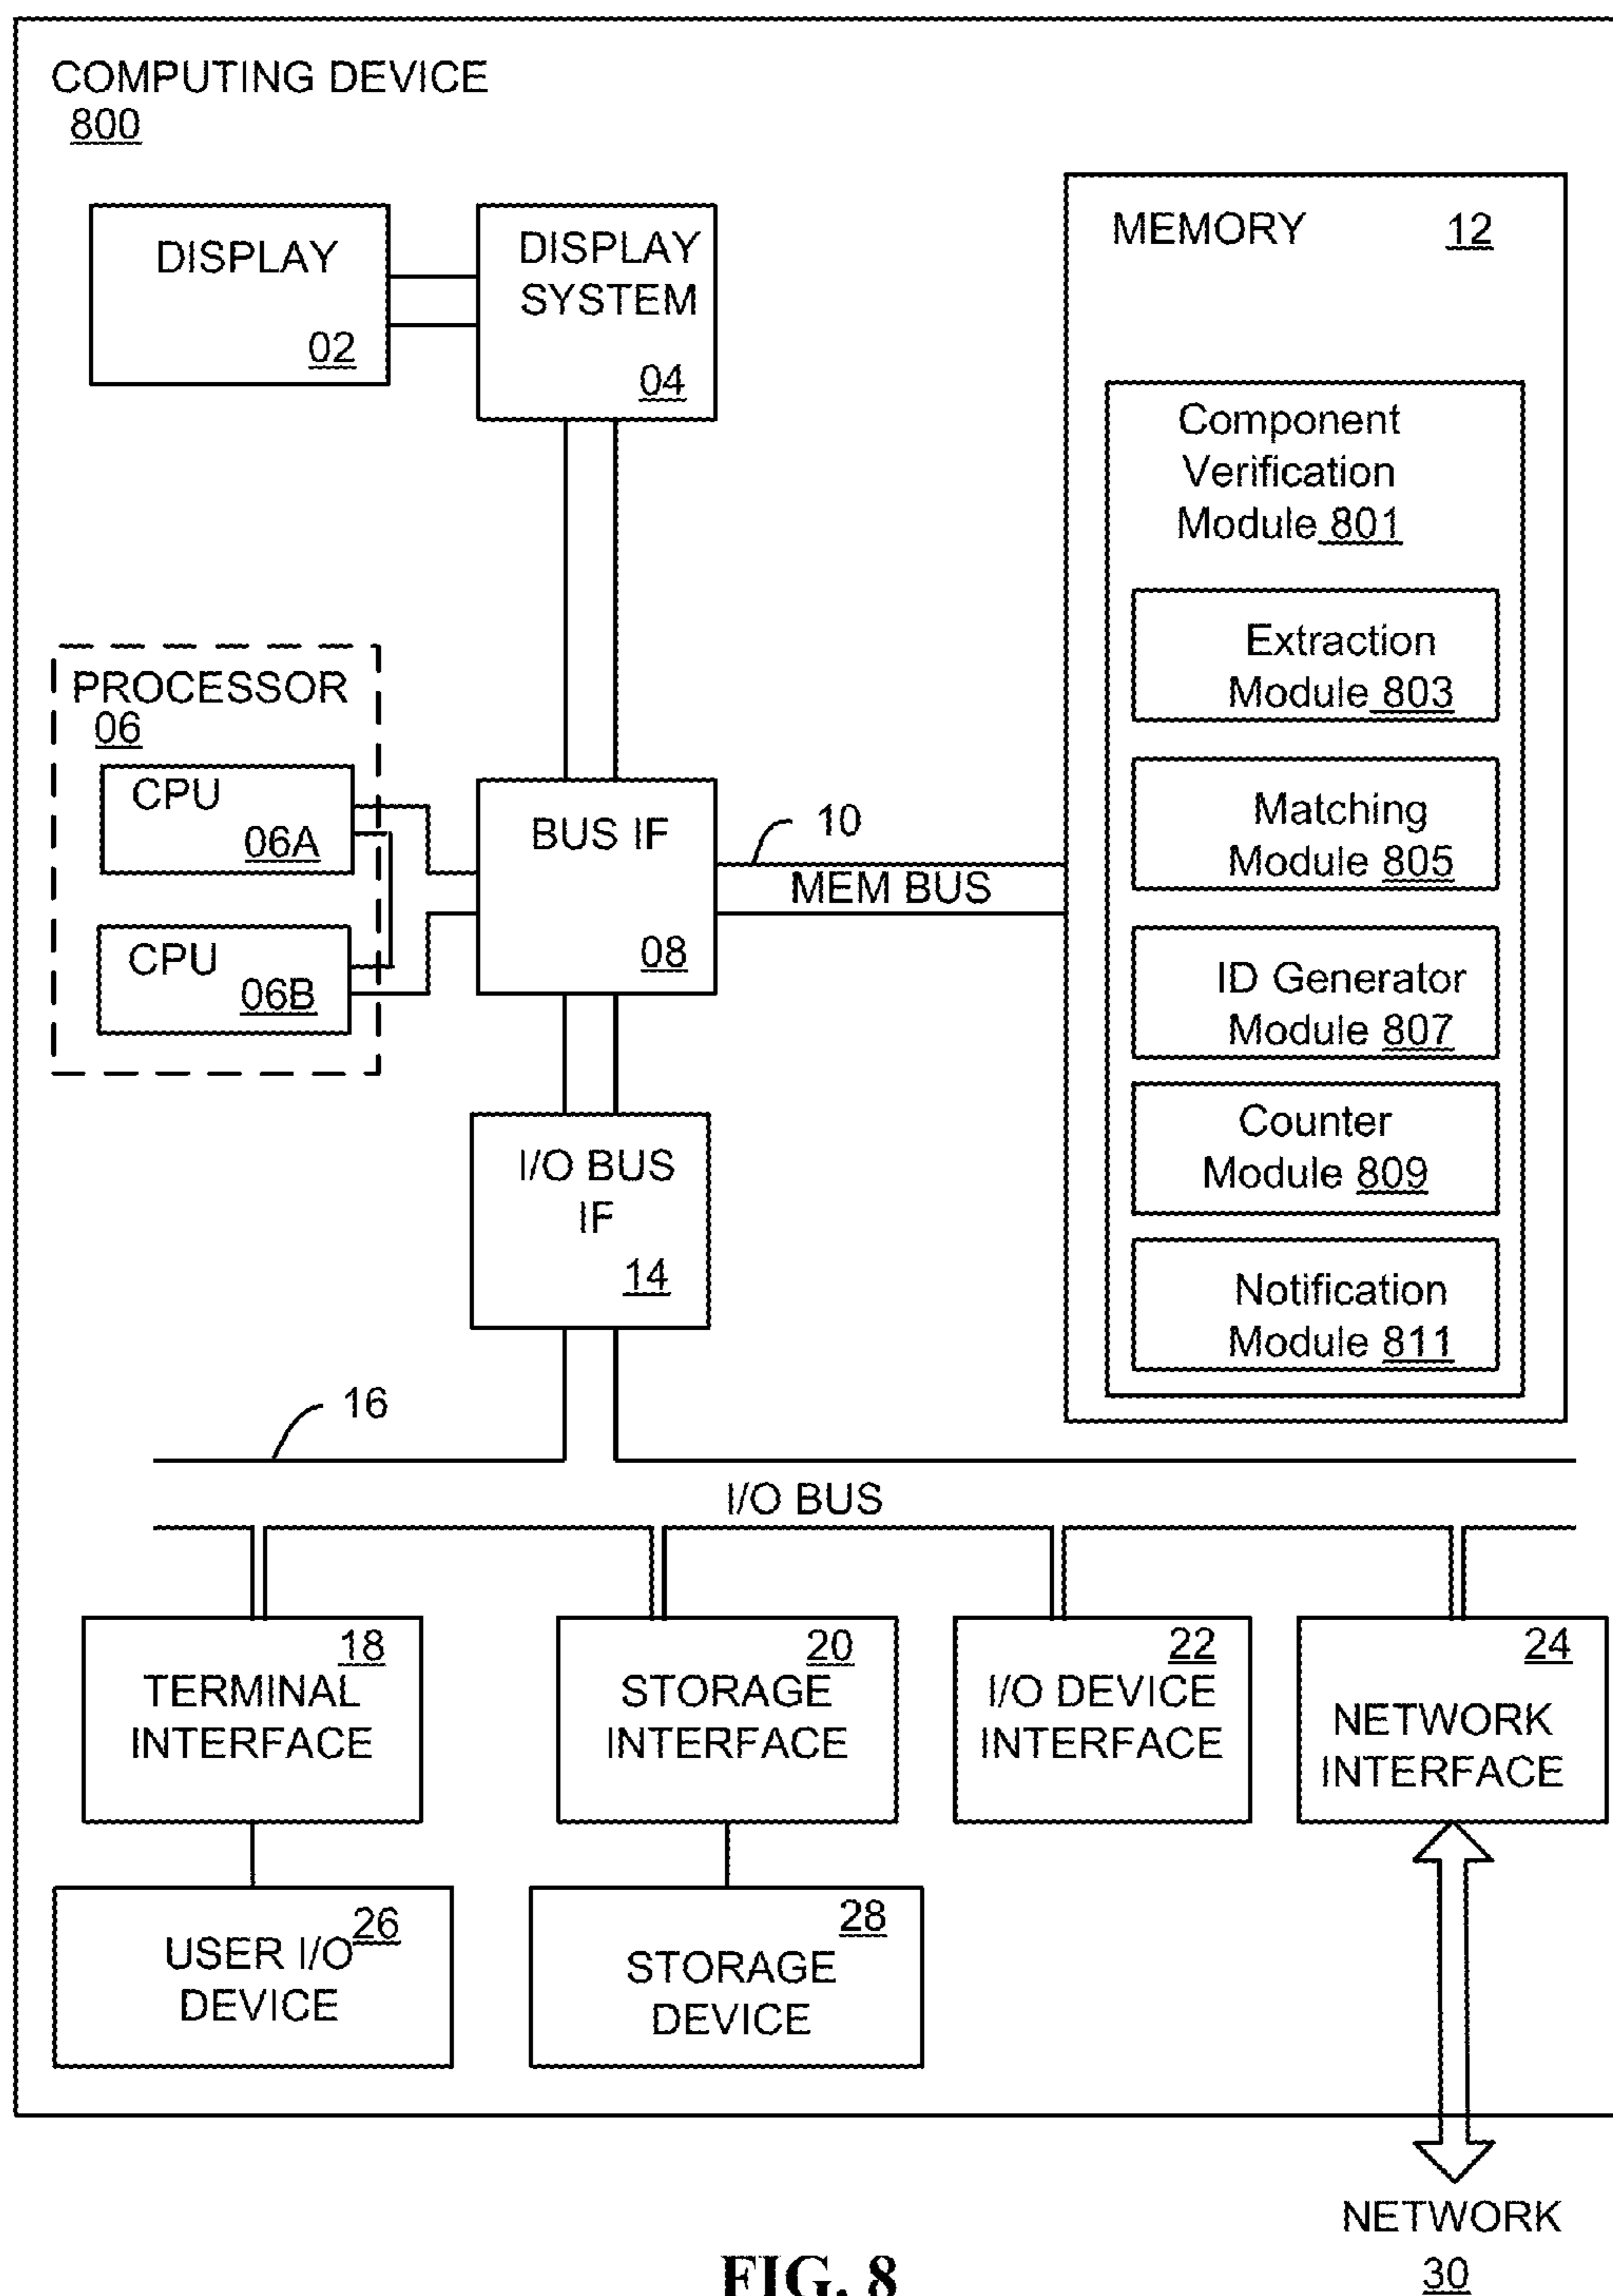 COMPUTING DEVICE
800
DISPLAY
02
DISPLAY
SYSTEM
04
MEMORY 12
Component
Verification
Module 801
Extraction
Module 803
Matching
Module 805
ID Generator
Module 807
Counter
Module 809
Notification
Module 811
PROCESSOR
06
CPU
06A
CPU
06B
BUS IF
08
10
MEM BUS
I/O BUS
IF
14
16
I/O BUS
18
TERMINAL
INTERFACE
20
STORAGE
INTERFACE
22
I/O DEVICE
INTERFACE
24
NETWORK
INTERFACE
26
USER I/O
DEVICE
28
STORAGE
DEVICE
NETWORK
30
FIG. 8